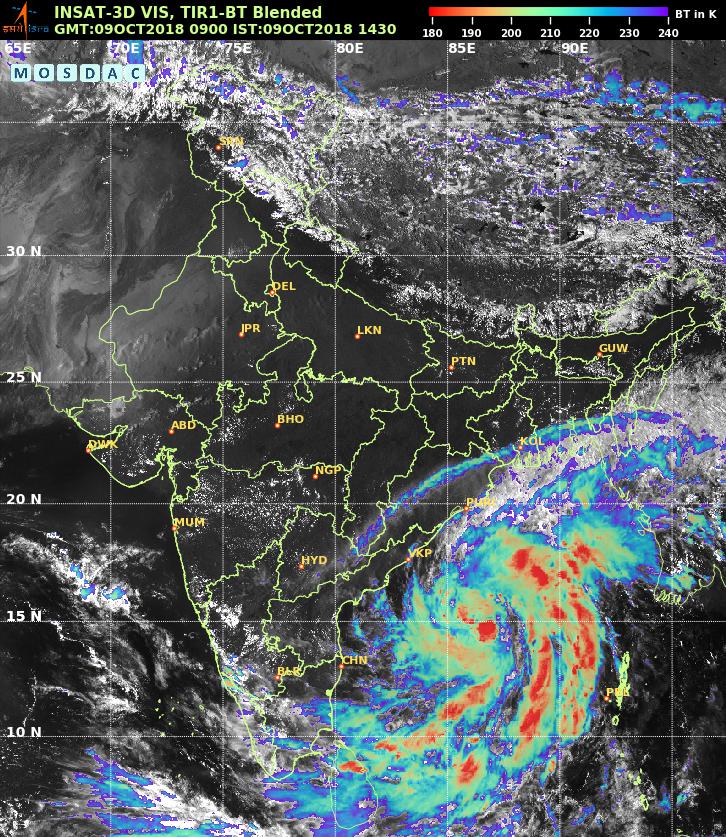 INSAT-3D VIS, TIR1-BT Blended
GMT:09OCT2018 0900 IST:09OCT2018 1430
BT in K
180 190 200 210 220 230 240
65E 70E 75E 80E 85E 90E
MOSDAC
SRN
30 N
DEL
JPR
LKN
GUW
PTN
25 N
BHO
ABD
DWK
KOL
NGP
20 N
MUM
VKP
HYD
15 N
CHN
BLR
10 N